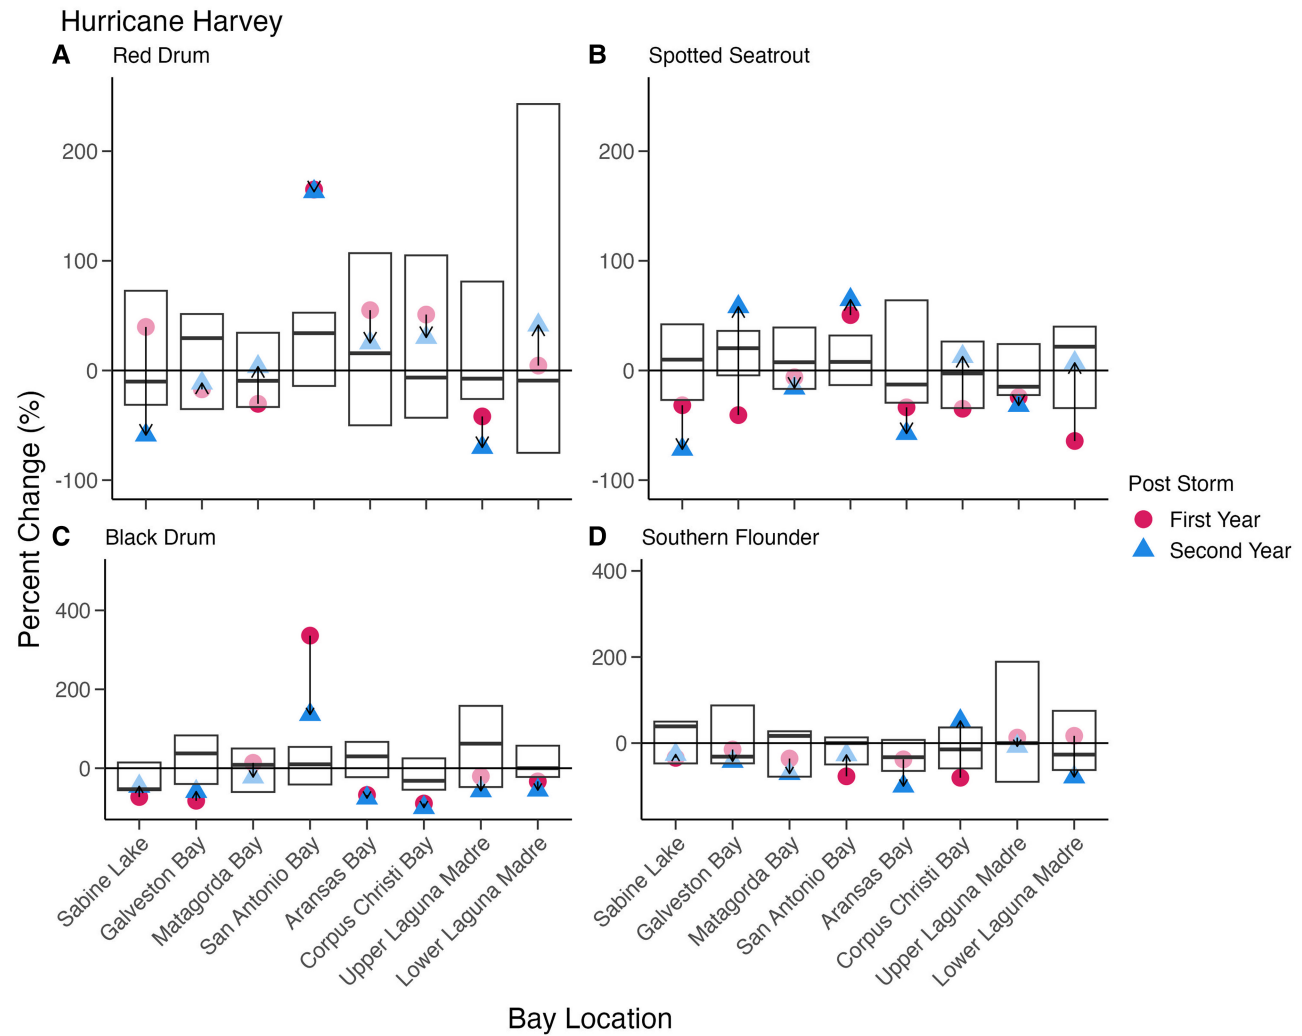 Hurricane Harvey
A Red Drum
B Spotted Seatrout
200
100
0
-100
200
100
0
-100
Percent Change (%)
Post Storm
First Year
Second Year
C Black Drum
D Southern Flounder
400
200
0
400
200
0
Sabine Lake
Galveston Bay
Matagorda Bay
San Antonio Bay
Aransas Bay
Corpus Christi Bay
Upper Laguna Madre
Lower Laguna Madre
Sabine Lake
Galveston Bay
Matagorda Bay
San Antonio Bay
Aransas Bay
Corpus Christi Bay
Upper Laguna Madre
Lower Laguna Madre
Bay Location